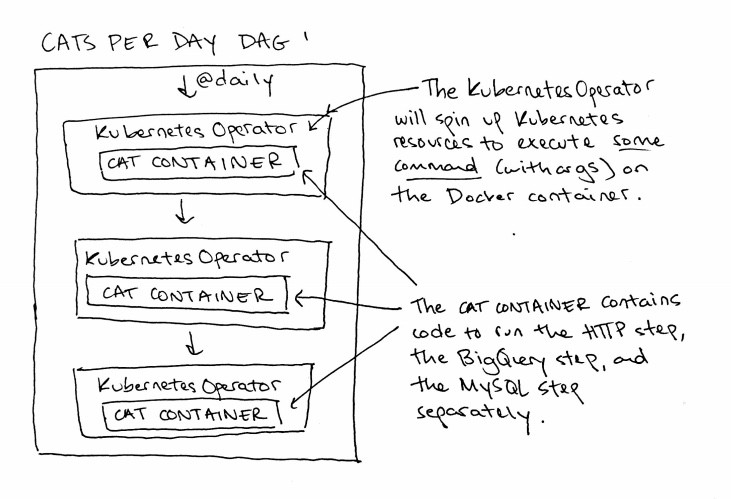 CATS PER DAY DAG
@daily
Kubernetes Operator
CAT CONTAINER
Kubernetes Operator
CAT CONTAINER
Kubernetes Operator
CAT CONTAINER
The Kubernetes Operator
will spin up Kubernetes
resources to execute some
command (with args) on
the Docker container.
The CAT CONTAINER contains
code to run the HTTP step,
the BigQuery step, and
the MySQL step
separately.